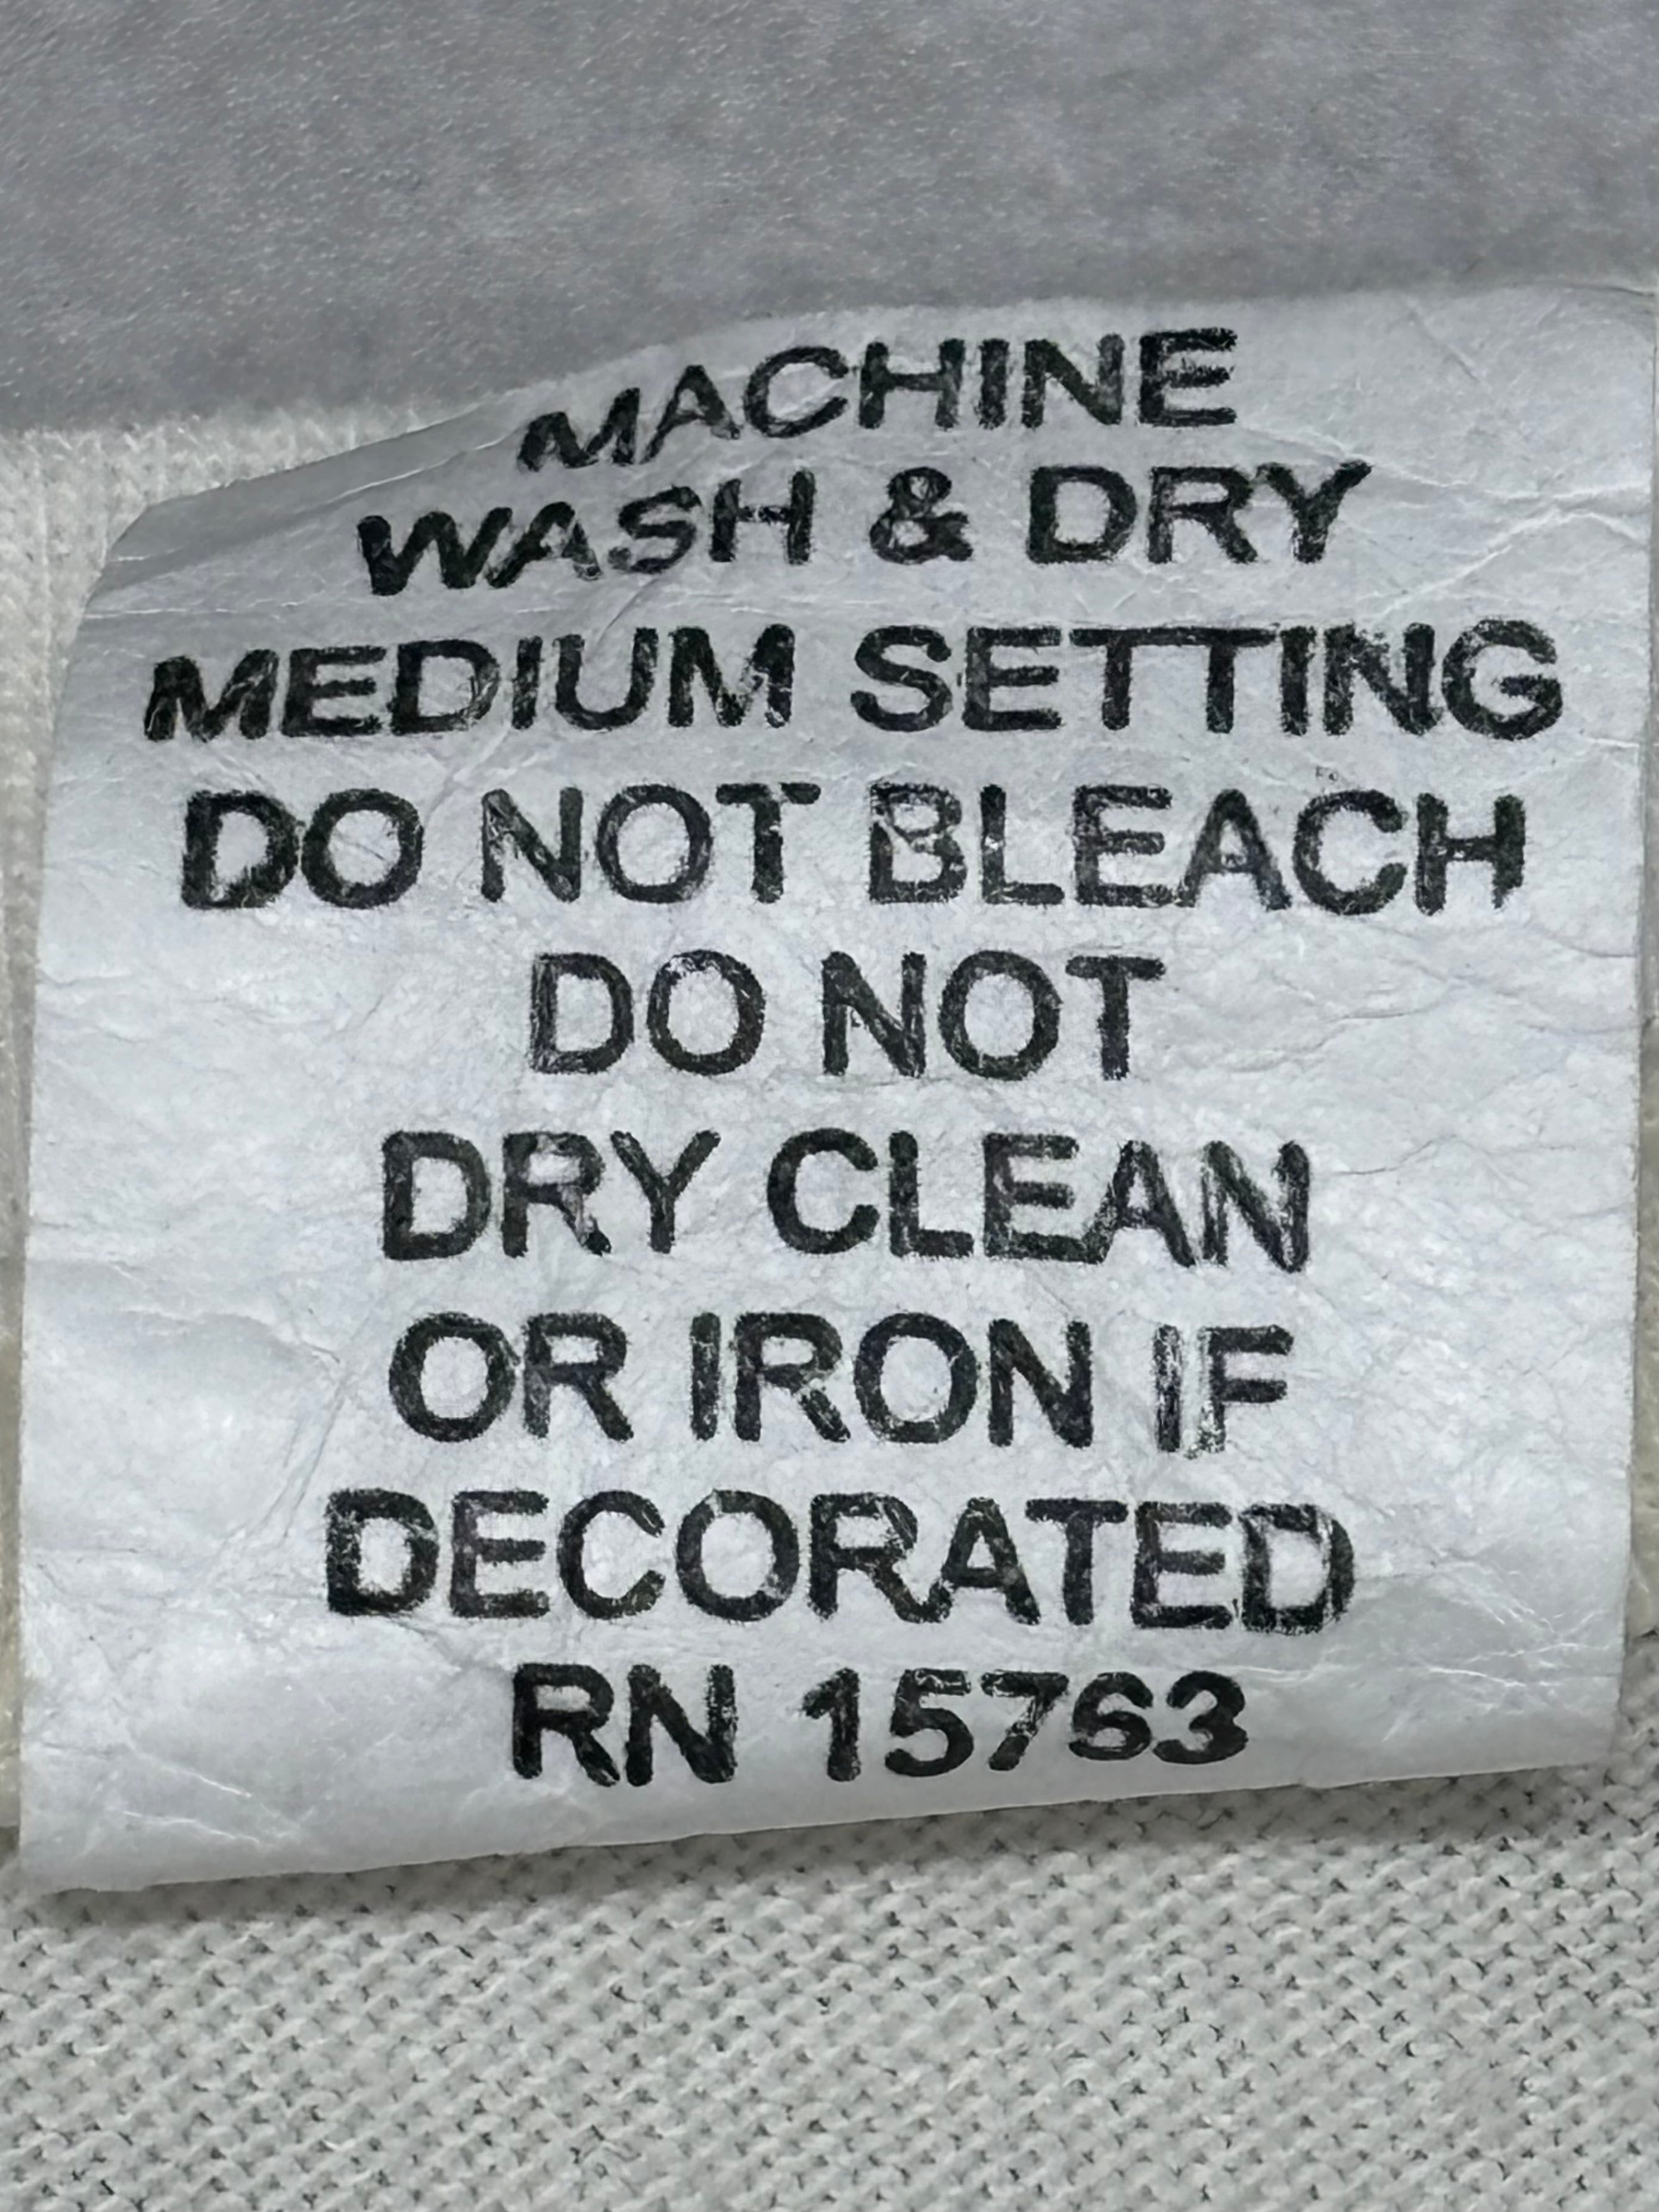 MACHINE
WASH & DRY
MEDIUM SETTING
DO NOT BLEACH
DO NOT
DRY CLEAN
OR IRON IF
DECORATED
RN 15763